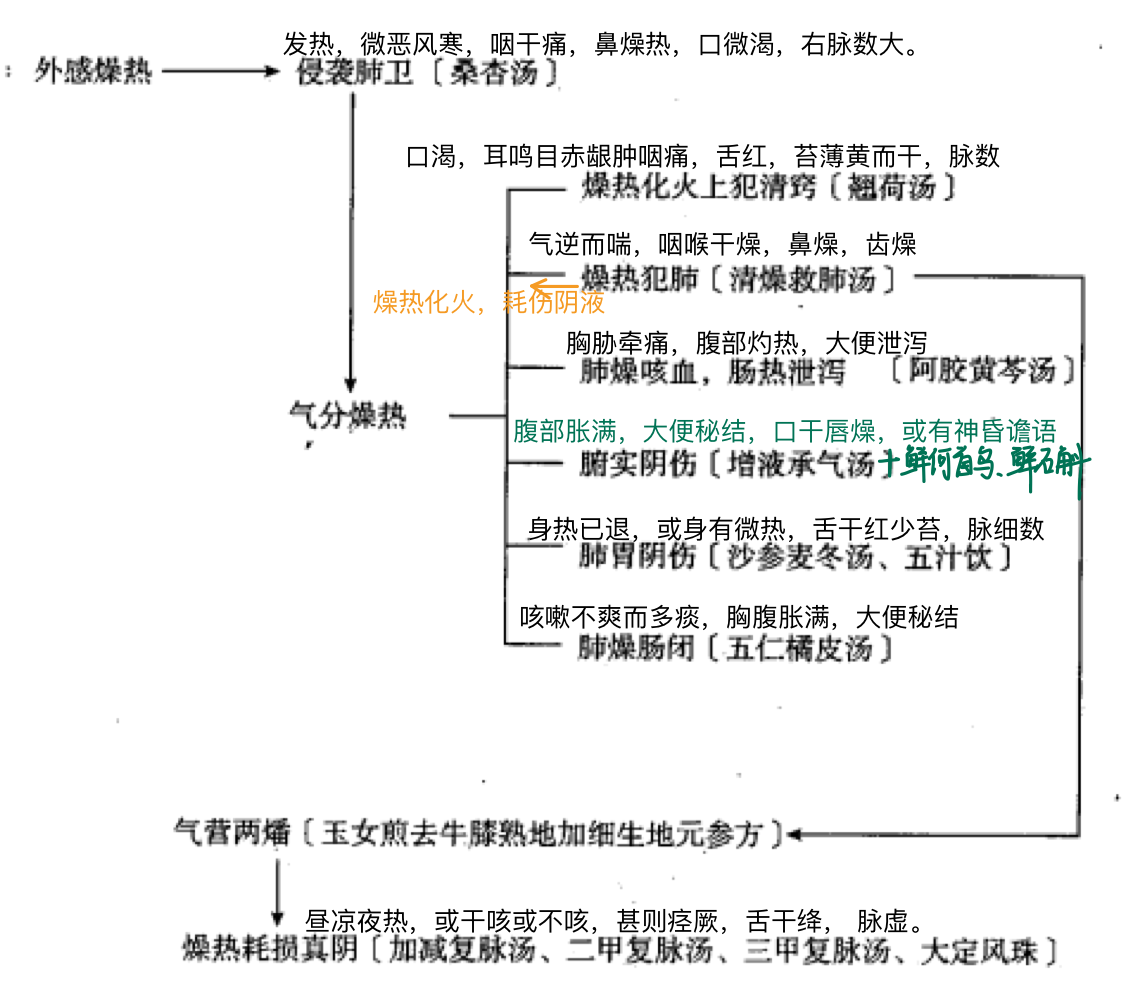 发热，微恶风寒，咽干痛，鼻燥热，口微渴，右脉数大。
：外感燥热
侵袭肺卫〔桑杏汤〕
口渴，耳鸣目赤龈肿咽痛，舌红，苔薄黄而干，脉数
燥热化火上犯清窍〔翘荷汤〕
气逆而喘，咽喉干燥，鼻燥，齿燥
燥热犯肺〔清燥救肺汤〕
燥热化火，耗伤阴液
胸胁牵痛，腹部灼热，大便泄泻
肺燥咳血，肠热泄泻 〔阿胶黄芩汤〕
气分燥热
腹部胀满，大便秘结，口干唇燥，或有神昏谵语
腑实阴伤〔增液承气汤〕+鲜何首乌、鲜石斛
身热已退，或身有微热，舌干红少苔，脉细数
肺胃阴伤〔沙参麦冬汤、五汁饮〕
咳嗽不爽而多痰，胸腹胀满，大便秘结
肺燥肠闭〔五仁橘皮汤〕
气营两燔〔玉女煎去牛膝熟地加细生地元参方〕
昼凉夜热，或干咳或不咳，甚则痉厥，舌干绛， 脉虚。
燥热耗损真阴〔加减复脉汤、二甲复脉汤、三甲复脉汤、大定风珠〕